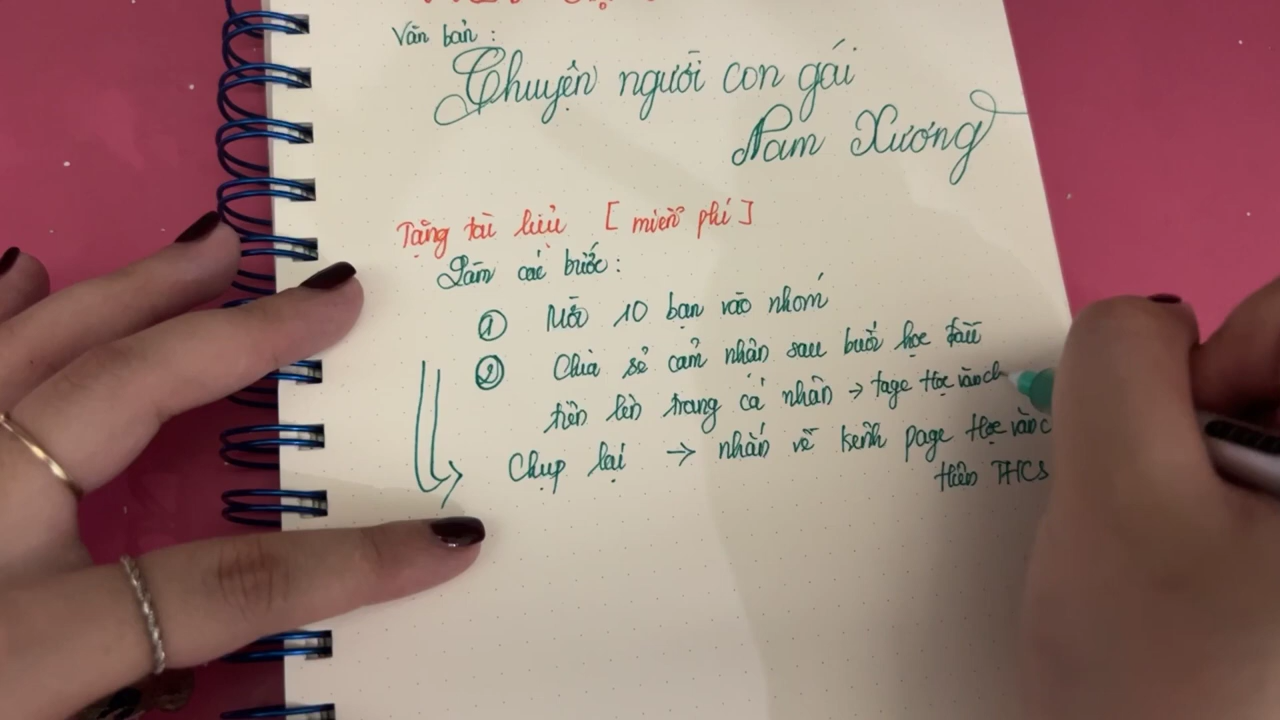 Văn bản :
Chuyện người con gái
Nam Xương
Tặng tài liệu [ miễn phí ]
Làm các bước :
① Mời 10 bạn vào nhóm
② Chia sẻ cảm nhận sau buổi học đầu
tiên lên trang cá nhân → tage Học văn ch
Chụp lại → nhắn về kênh page Học văn c
tiên THCS